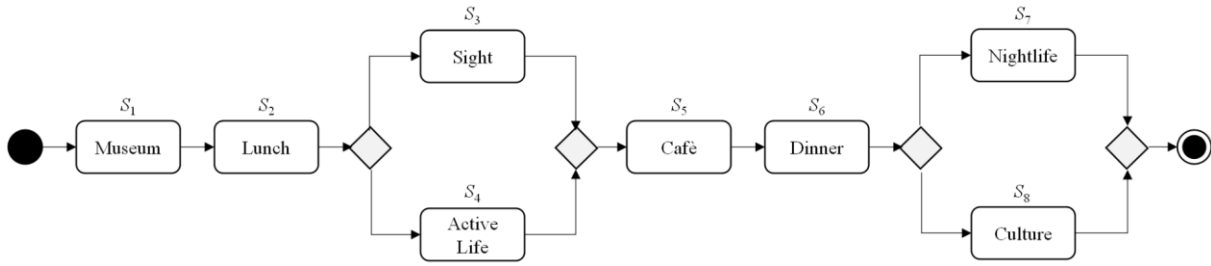 S1
Museum
S2
Lunch
S3
Sight
S4
Active
Life
S5
Cafè
S6
Dinner
S7
Nightlife
S8
Culture